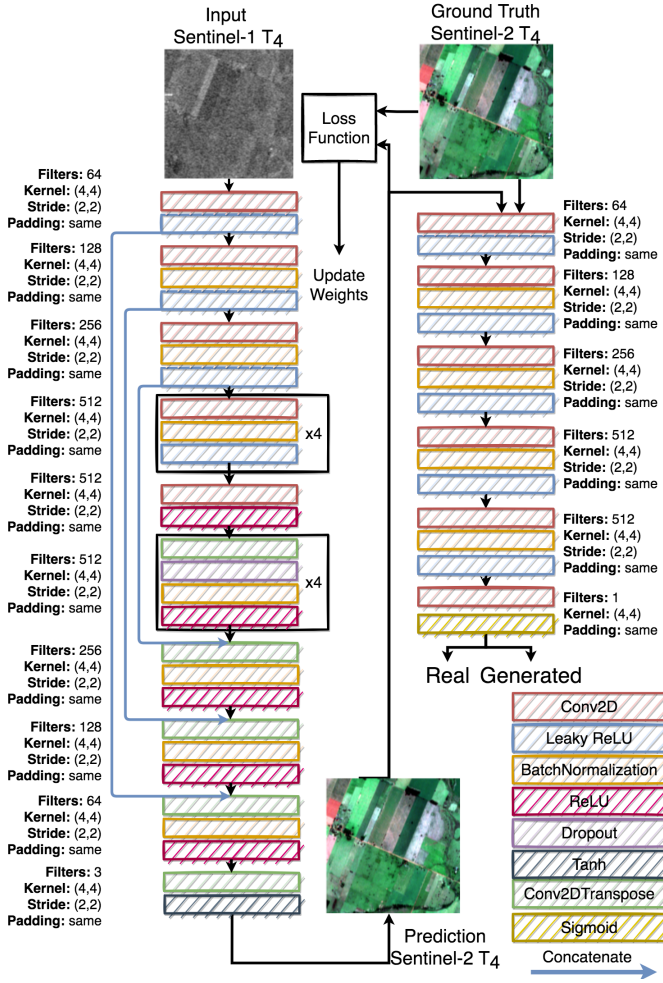 Input
Sentinel-1 T4
Ground Truth
Sentinel-2 T4
Loss
Function
Update
Weights
Filters: 64
Kernel: (4,4)
Stride: (2,2)
Padding: same
Filters: 128
Kernel: (4,4)
Stride: (2,2)
Padding: same
Filters: 256
Kernel: (4,4)
Stride: (2,2)
Padding: same
Filters: 512
Kernel: (4,4)
Stride: (2,2)
Padding: same
x4
Filters: 512
Kernel: (4,4)
Stride: (2,2)
Padding: same
Filters: 512
Kernel: (4,4)
Stride: (2,2)
Padding: same
x4
Filters: 256
Kernel: (4,4)
Stride: (2,2)
Padding: same
Filters: 128
Kernel: (4,4)
Stride: (2,2)
Padding: same
Filters: 64
Kernel: (4,4)
Stride: (2,2)
Padding: same
Filters: 3
Kernel: (4,4)
Stride: (2,2)
Padding: same
Prediction
Sentinel-2 T4
Filters: 64
Kernel: (4,4)
Stride: (2,2)
Padding: same
Filters: 128
Kernel: (4,4)
Stride: (2,2)
Padding: same
Filters: 256
Kernel: (4,4)
Stride: (2,2)
Padding: same
Filters: 512
Kernel: (4,4)
Stride: (2,2)
Padding: same
Filters: 512
Kernel: (4,4)
Stride: (2,2)
Padding: same
Filters: 1
Kernel: (4,4)
Padding: same
Real Generated
Conv2D
Leaky ReLU
BatchNormalization
ReLU
Dropout
Tanh
Conv2DTranspose
Sigmoid
Concatenate